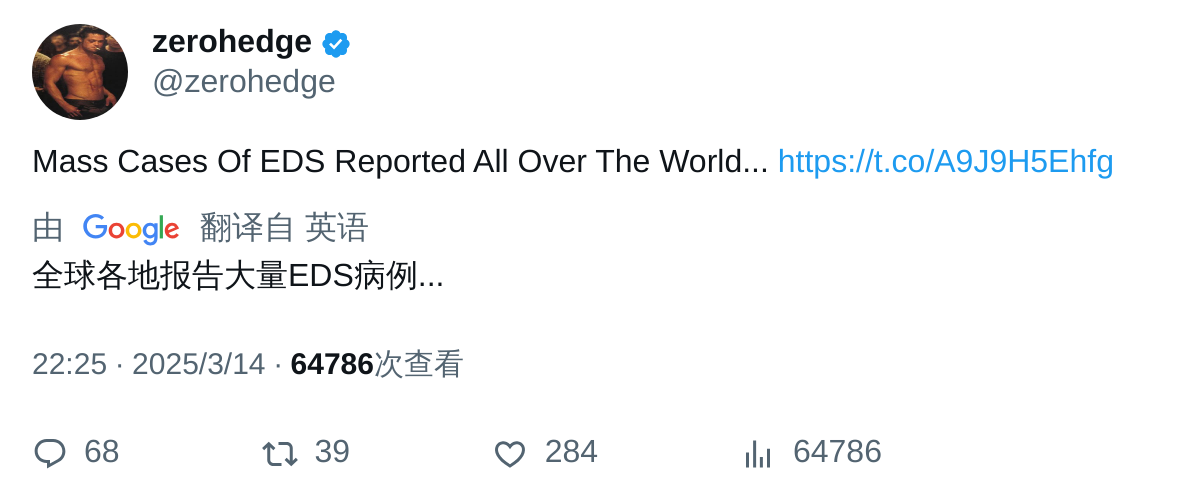 zerohedge
@zerohedge
Mass Cases Of EDS Reported All Over The World... https://t.co/A9J9H5Ehfg
由 Google 翻译自 英语
全球各地报告大量EDS病例...
22:25 · 2025/3/14 · 64786次查看
68 39 284 64786